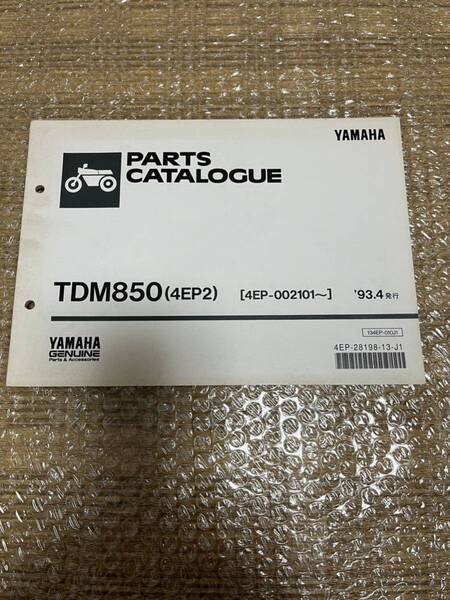 YAMAHA
PARTS
CATALOGUE
TDM850 (4EP2) [4EP-002101～] '93.4 発行
134EP-010J1
4EP-28198-13-J1
YAMAHA
GENUINE
Parts & Accessories